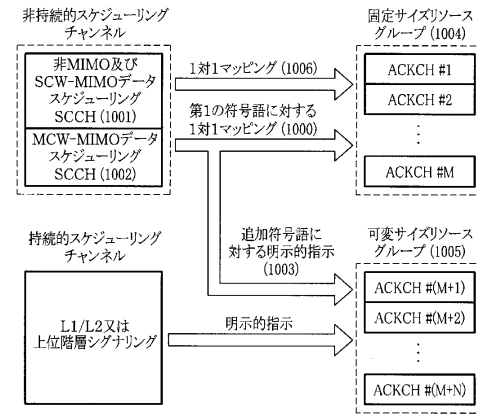 非持続的スケジューリング
チャンネル
非MIMO及び
SCW-MIMOデータ
スケジューリング
SCCH (1001)
MCW-MIMOデータ
スケジューリング
SCCH (1002)
1対1マッピング (1006)
第1の符号語に対する
1対1マッピング (1000)
固定サイズリソース
グループ (1004)
ACKCH #1
ACKCH #2
⋮
ACKCH #M
持続的スケジューリング
チャンネル
L1/L2又は
上位階層シグナリング
追加符号語に
対する明示的指示
(1003)
明示的指示
可変サイズリソース
グループ (1005)
ACKCH #(M+1)
ACKCH #(M+2)
⋮
ACKCH #(M+N)